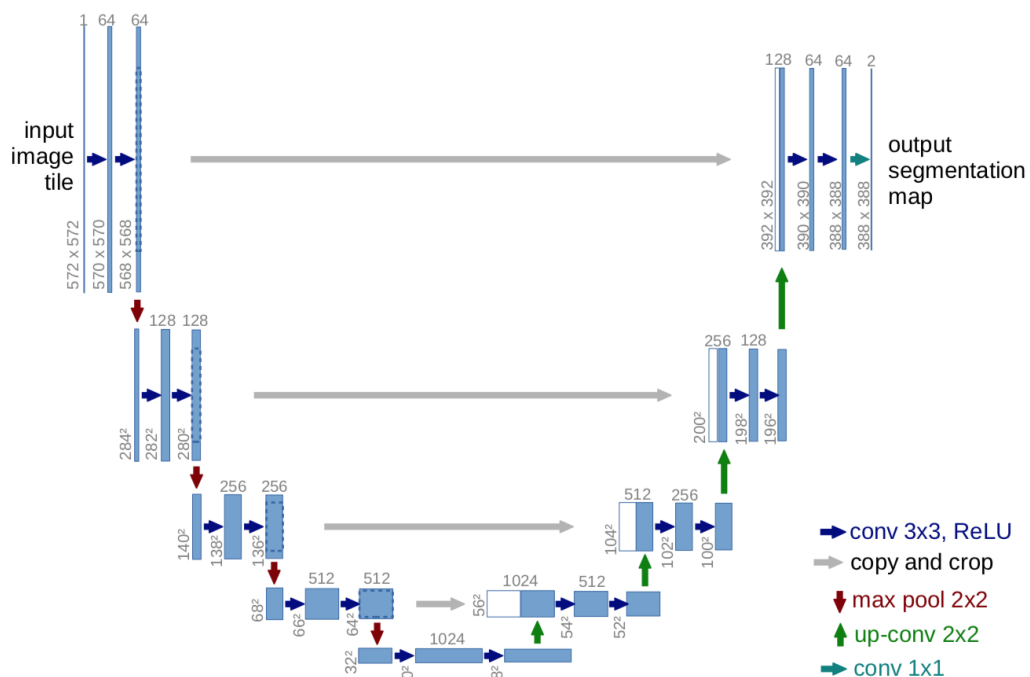 1 64 64
128 64 64 2
input
image
tile
output
segmentation
map
572 x 572
570 x 570
568 x 568
392 x 392
390 x 390
388 x 388
388 x 388
128 128
256 128
284²
282²
280²
200²
198²
196²
256 256
512 256
140²
138²
136²
104²
102²
100²
512 512
1024 512
68²
66²
64²
56²
54²
52²
1024
32²
conv 3x3, ReLU
copy and crop
max pool 2x2
up-conv 2x2
conv 1x1